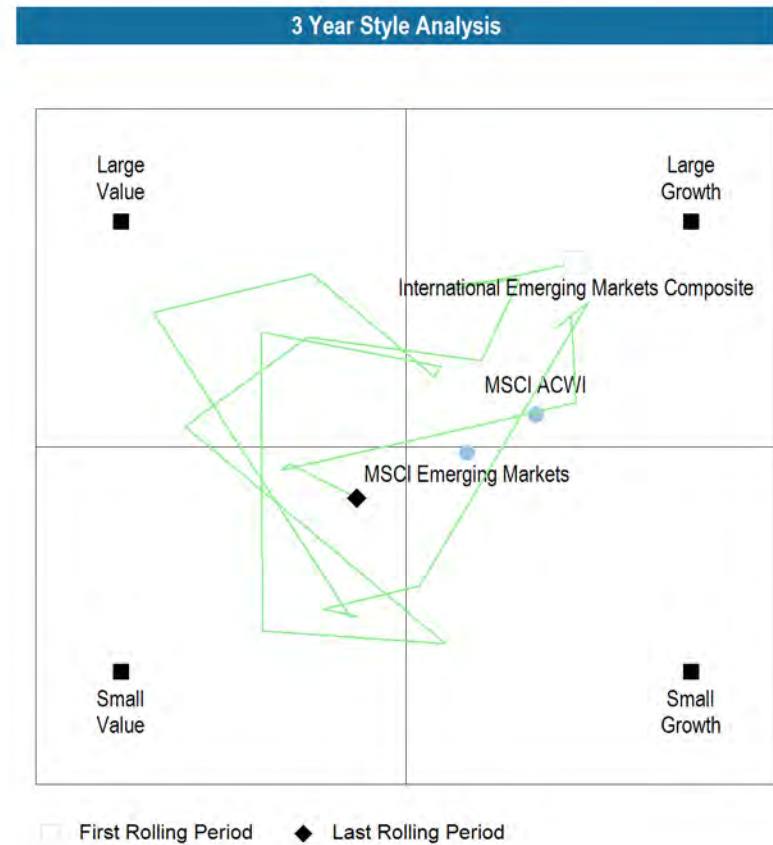 3 Year Style Analysis
Large
Value
Large
Growth
International Emerging Markets Composite
MSCI ACWI
MSCI Emerging Markets
Small
Value
Small
Growth
First Rolling Period
Last Rolling Period